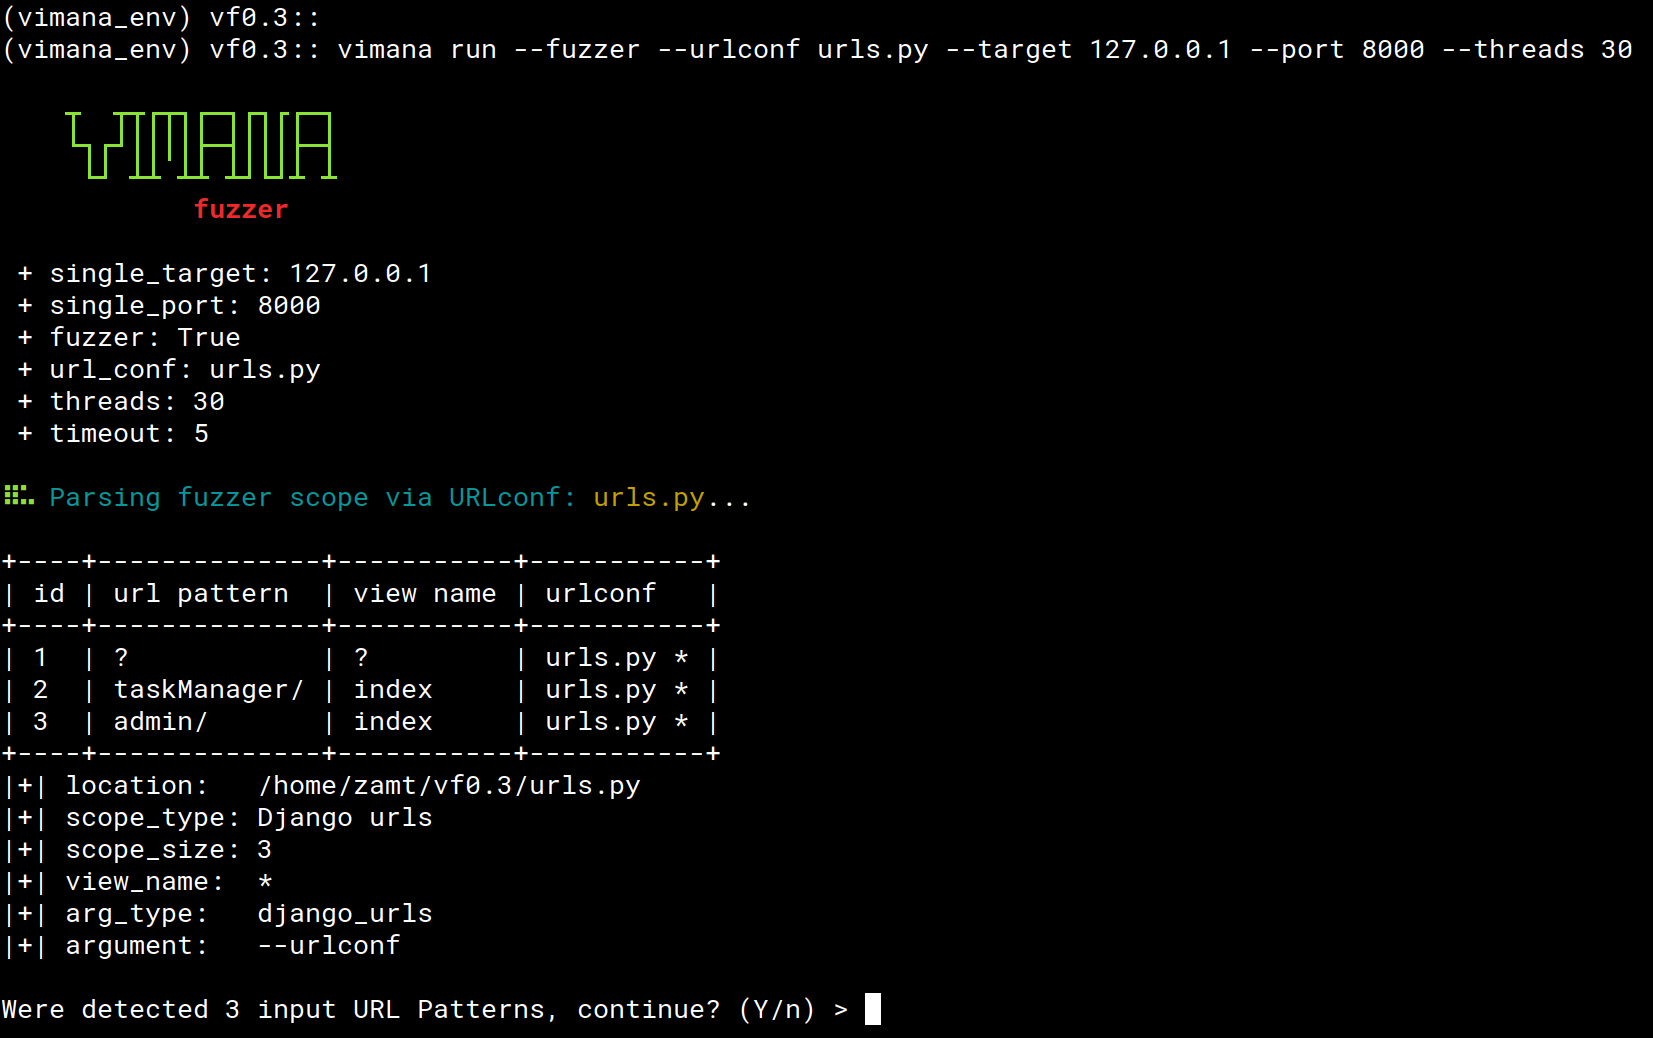 (vimana_env) vf0.3::
(vimana_env) vf0.3:: vimana run --fuzzer --urlconf urls.py --target 127.0.0.1 --port 8000 --threads 30
VIMANA
fuzzer
+ single_target: 127.0.0.1
+ single_port: 8000
+ fuzzer: True
+ url_conf: urls.py
+ threads: 30
+ timeout: 5
Parsing fuzzer scope via URLconf: urls.py...
+----+--------------+-----------+-----------+
| id | url pattern  | view name | urlconf   |
+----+--------------+-----------+-----------+
| 1  | ?            | ?         | urls.py * |
| 2  | taskManager/ | index     | urls.py * |
| 3  | admin/       | index     | urls.py * |
+----+--------------+-----------+-----------+
|+| location:   /home/zamt/vf0.3/urls.py
|+| scope_type: Django urls
|+| scope_size: 3
|+| view_name:  *
|+| arg_type:   django_urls
|+| argument:   --urlconf
Were detected 3 input URL Patterns, continue? (Y/n) >